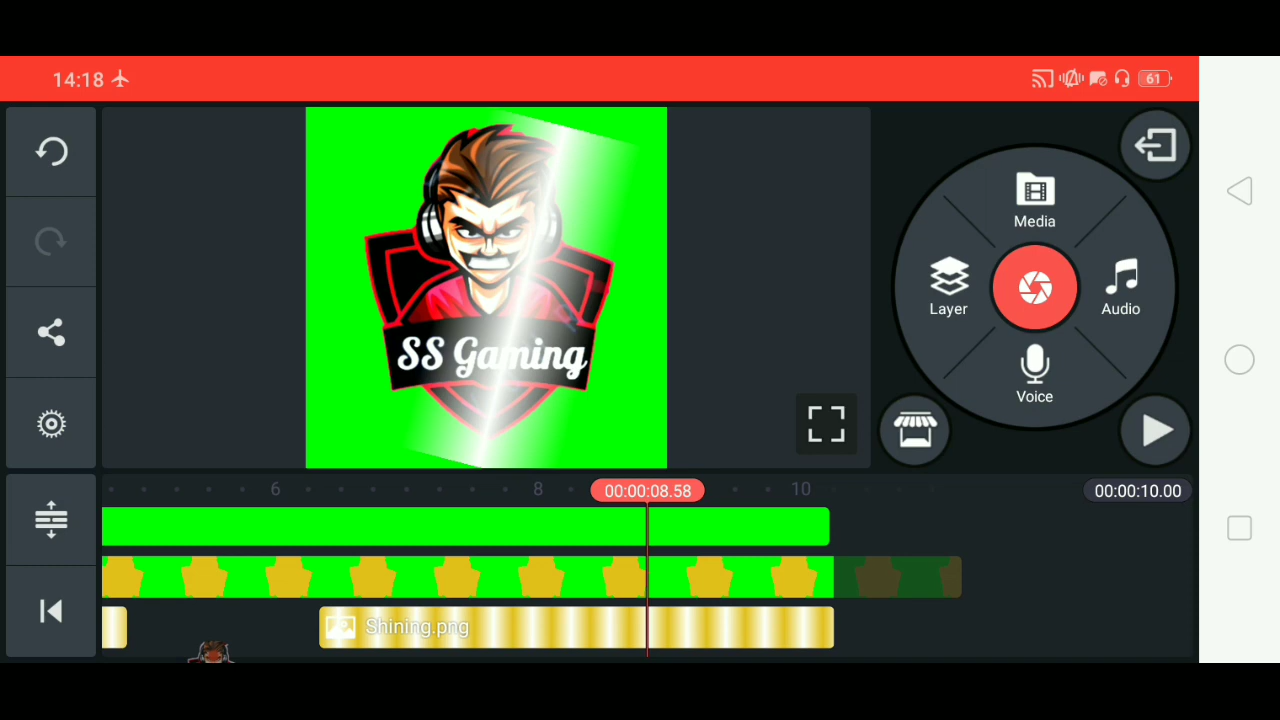 14:18
61
Media
Layer
Audio
Voice
SS Gaming
6
8
00:00:08.58
10
00:00:10.00
Shining.png